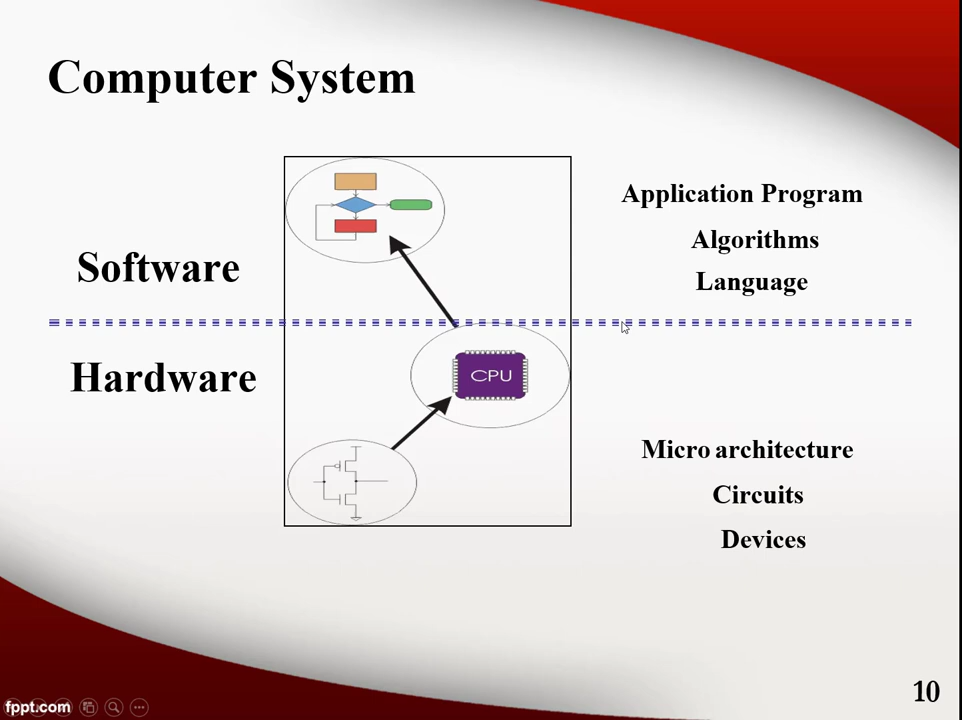 Computer System
Application Program
Algorithms
Software
Language
Hardware
CPU
Micro architecture
Circuits
Devices
10
fppt.com